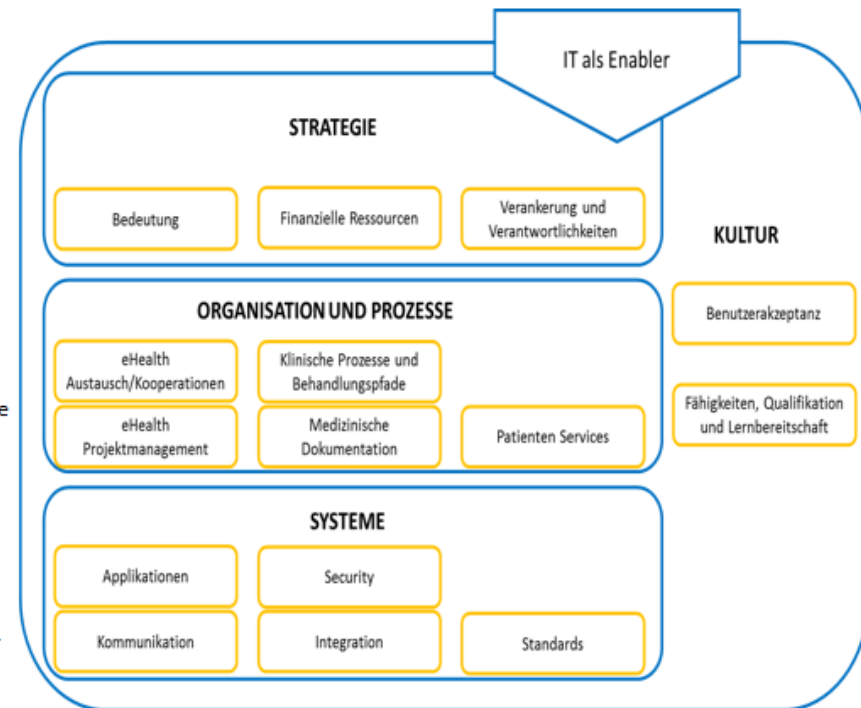 IT als Enabler
STRATEGIE
Bedeutung
Finanzielle Ressourcen
Verankerung und
Verantwortlichkeiten
KULTUR
Benutzerakzeptanz
Fähigkeiten, Qualifikation
und Lernbereitschaft
ORGANISATION UND PROZESSE
eHealth
Austausch/Kooperationen
Klinische Prozesse und
Behandlungspfade
eHealth
Projektmanagement
Medizinische
Dokumentation
Patienten Services
SYSTEME
Applikationen
Security
Kommunikation
Integration
Standards